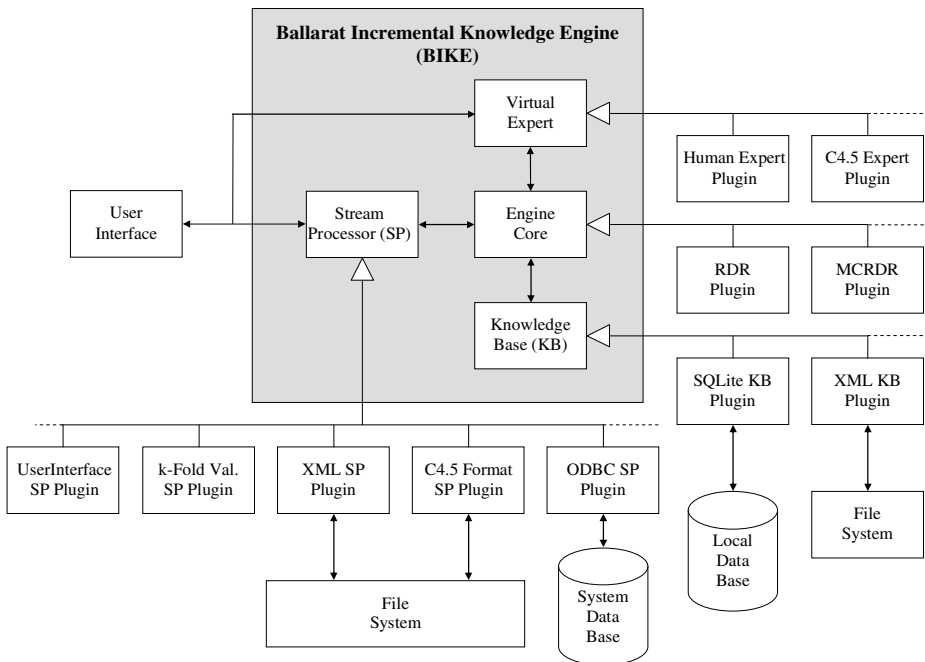 Ballarat Incremental Knowledge Engine
(BIKE)
Virtual
Expert
Human Expert
Plugin
C4.5 Expert
Plugin
User
Interface
Stream
Processor (SP)
Engine
Core
RDR
Plugin
MCRDR
Plugin
Knowledge
Base (KB)
SQLite KB
Plugin
XML KB
Plugin
UserInterface
SP Plugin
k-Fold Val.
SP Plugin
XML SP
Plugin
C4.5 Format
SP Plugin
ODBC SP
Plugin
Local
Data
Base
File
System
File
System
System
Data
Base